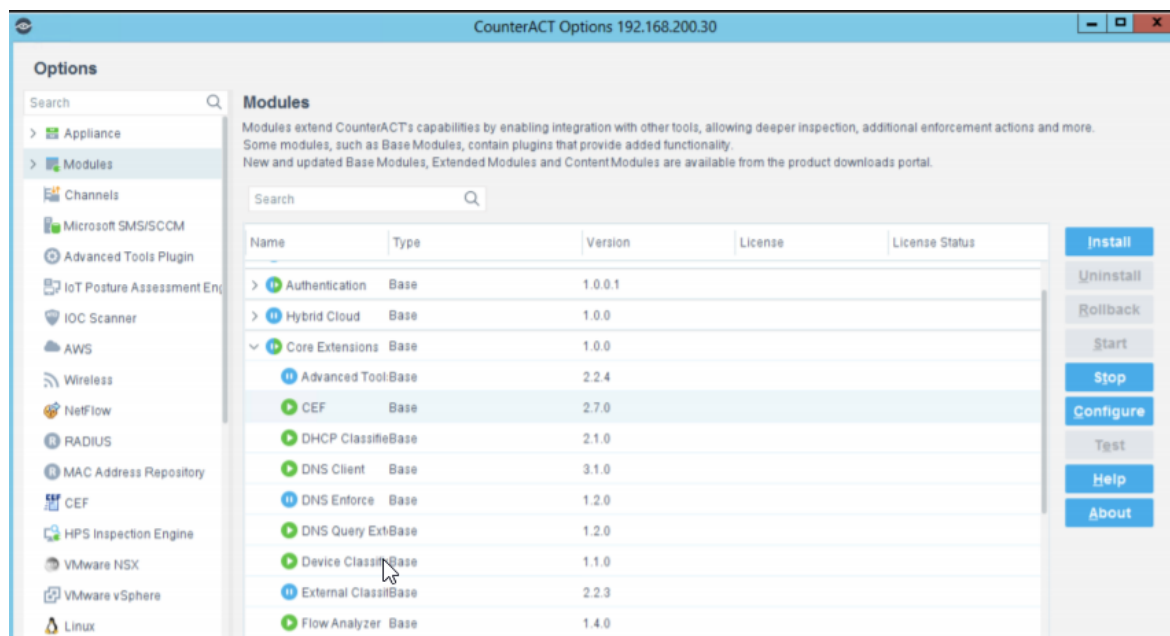 CounterACT Options 192.168.200.30
Options
Search
Appliance
Modules
Channels
Microsoft SMS/SCCM
Advanced Tools Plugin
IoT Posture Assessment Eng
IOC Scanner
AWS
Wireless
NetFlow
RADIUS
MAC Address Repository
CEF
HPS Inspection Engine
VMware NSX
VMware vSphere
Linux
Modules
Modules extend CounterACT's capabilities by enabling integration with other tools, allowing deeper inspection, additional enforcement actions and more.
Some modules, such as Base Modules, contain plugins that provide added functionality.
New and updated Base Modules, Extended Modules and Content Modules are available from the product downloads portal.
Search
Name Type Version License License Status
Authentication Base 1.0.0.1
Hybrid Cloud Base 1.0.0
Core Extensions Base 1.0.0
Advanced Tool Base 2.2.4
CEF Base 2.7.0
DHCP Classifie Base 2.1.0
DNS Client Base 3.1.0
DNS Enforce Base 1.2.0
DNS Query Ext Base 1.2.0
Device Classif Base 1.1.0
External Classif Base 2.2.3
Flow Analyzer Base 1.4.0
Install
Uninstall
Rollback
Start
Stop
Configure
Test
Help
About